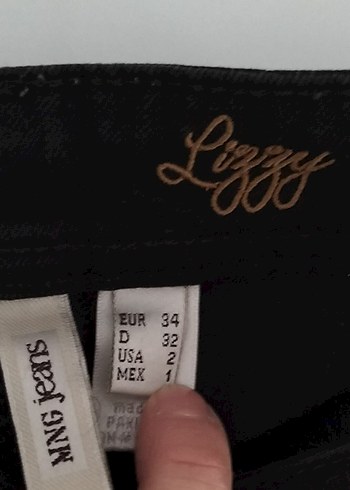 Lizzy
EUR 34
D 32
USA 2
MEX 1
MNG jeans